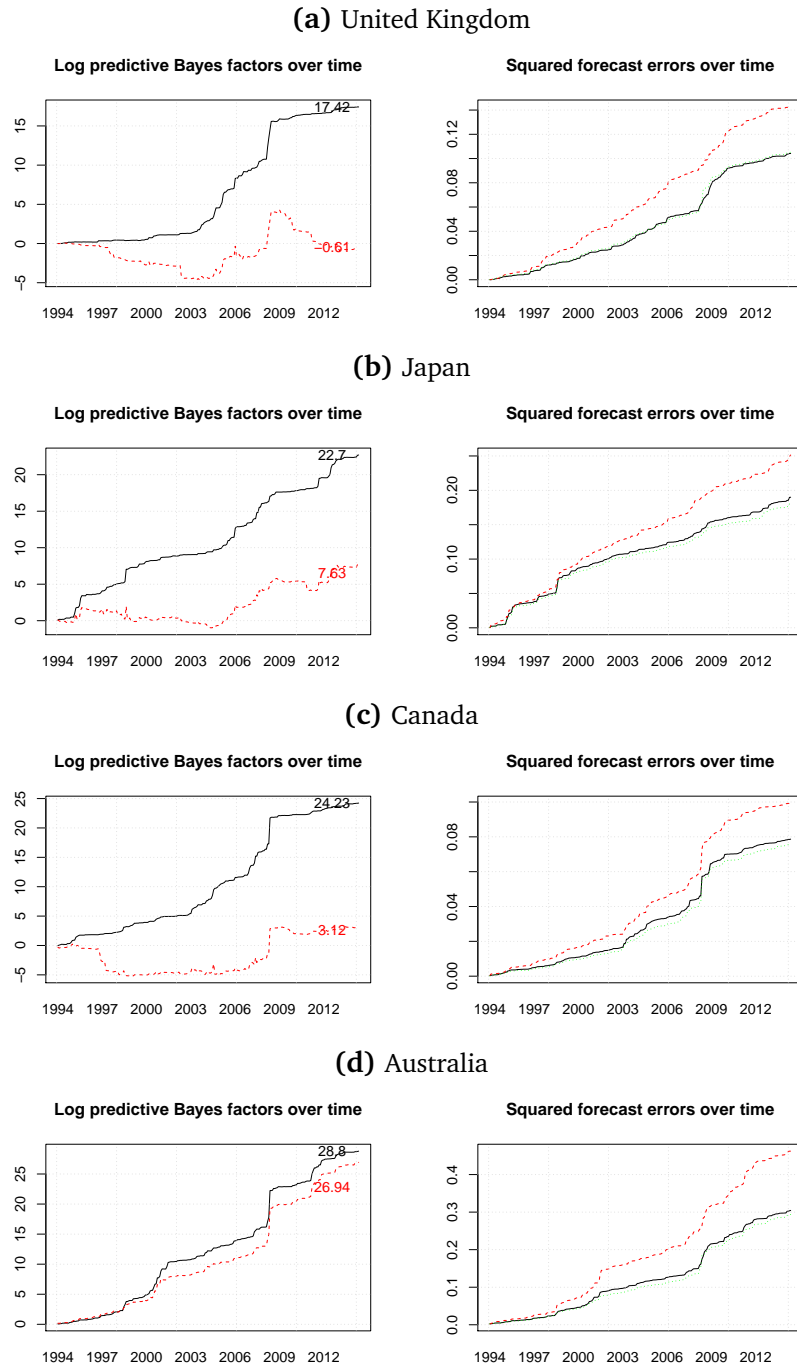 (a) United Kingdom
Log predictive Bayes factors over time
15
10
5
0
−5
17.42
−0.61
1994 1997 2000 2003 2006 2009 2012
Squared forecast errors over time
0.12
0.08
0.04
0.00
1994 1997 2000 2003 2006 2009 2012
(b) Japan
Log predictive Bayes factors over time
20
15
10
5
0
22.7
7.63
1994 1997 2000 2003 2006 2009 2012
Squared forecast errors over time
0.20
0.10
0.00
1994 1997 2000 2003 2006 2009 2012
(c) Canada
Log predictive Bayes factors over time
25
20
15
10
5
0
−5
24.23
3.12
1994 1997 2000 2003 2006 2009 2012
Squared forecast errors over time
0.08
0.04
0.00
1994 1997 2000 2003 2006 2009 2012
(d) Australia
Log predictive Bayes factors over time
25
20
15
10
5
0
28.8
26.94
1994 1997 2000 2003 2006 2009 2012
Squared forecast errors over time
0.4
0.3
0.2
0.1
0.0
1994 1997 2000 2003 2006 2009 2012